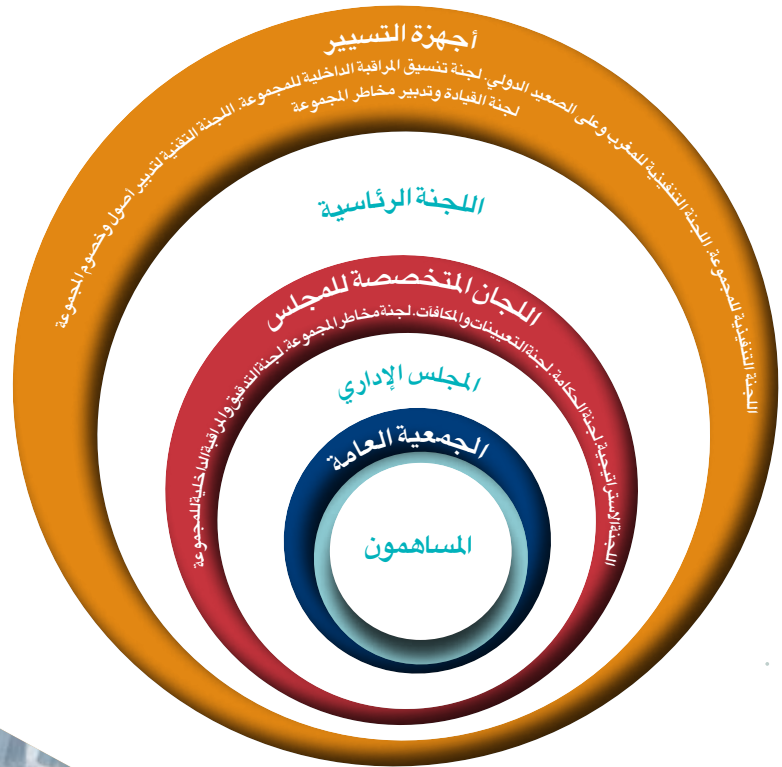 أجهزة التسيير
اللجنة التنفيذية للمجموعة. اللجنة التنفيذية للمغرب وعلى الصعيد الدولي. لجنة تنسيق المراقبة الداخلية للمجموعة. اللجنة التقنية لتدبير أصول وخصوم المجموعة
لجنة القيادة وتدبير مخاطر المجموعة
اللجنة الرئاسية
اللجان المتخصصة للمجلس
اللجنة الاستراتيجية. لجنة الحكامة. لجنة التعيينات والمكافآت. لجنة مخاطر المجموعة. لجنة التدقيق والمراقبة الداخلية للمجموعة
المجلس الإداري
الجمعية العامة
المساهمون